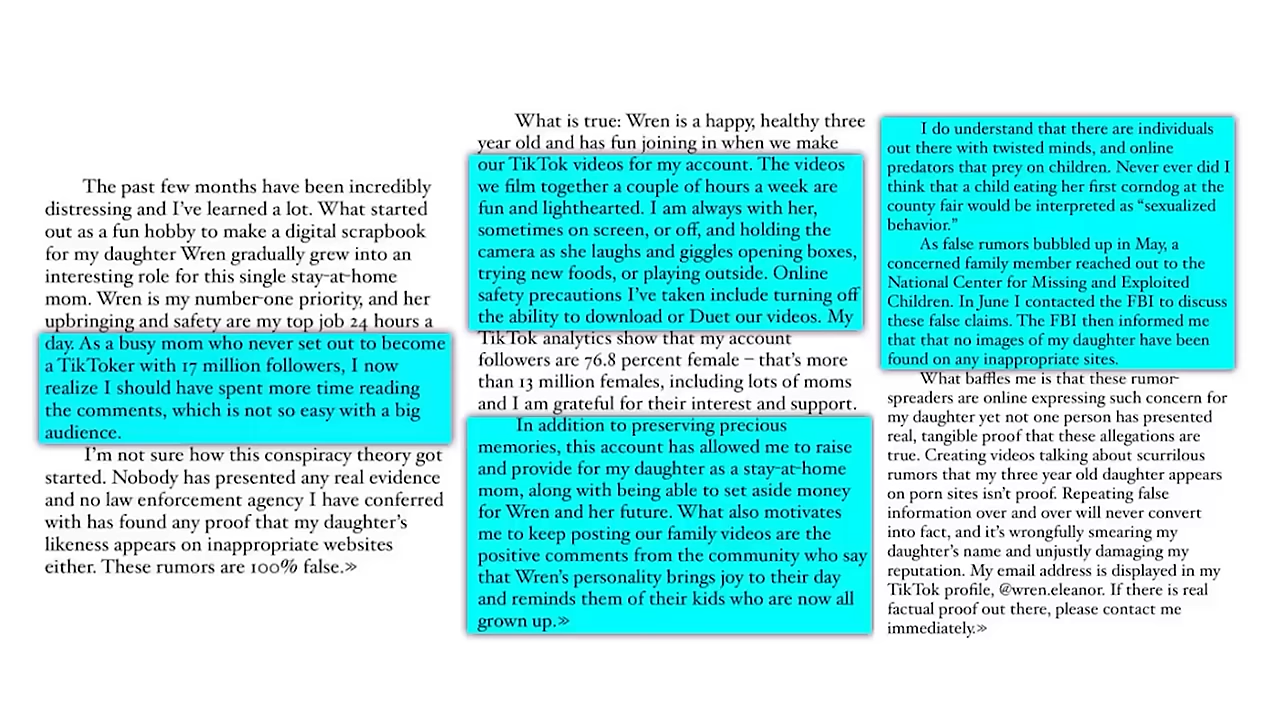 The past few months have been incredibly
distressing and I've learned a lot. What started
out as a fun hobby to make a digital scrapbook
for my daughter Wren gradually grew into an
interesting role for this single stay-at-home
mom. Wren is my number-one priority, and her
upbringing and safety are my top job 24 hours a
day. As a busy mom who never set out to become
a TikToker with 17 million followers, I now
realize I should have spent more time reading
the comments, which is not so easy with a big
audience.
I'm not sure how this conspiracy theory got
started. Nobody has presented any real evidence
and no law enforcement agency I have conferred
with has found any proof that my daughter's
likeness appears on inappropriate websites
either. These rumors are 100% false.»
What is true: Wren is a happy, healthy three
year old and has fun joining in when we make
our TikTok videos for my account. The videos
we film together a couple of hours a week are
fun and lighthearted. I am always with her,
sometimes on screen, or off, and holding the
camera as she laughs and giggles opening boxes,
trying new foods, or playing outside. Online
safety precautions I've taken include turning off
the ability to download or Duet our videos. My
TikTok analytics show that my account
followers are 76.8 percent female – that's more
than 13 million females, including lots of moms
and I am grateful for their interest and support.
In addition to preserving precious
memories, this account has allowed me to raise
and provide for my daughter as a stay-at-home
mom, along with being able to set aside money
for Wren and her future. What also motivates
me to keep posting our family videos are the
positive comments from the community who say
that Wren's personality brings joy to their day
and reminds them of their kids who are now all
grown up.»
I do understand that there are individuals
out there with twisted minds, and online
predators that prey on children. Never ever did I
think that a child eating her first corndog at the
county fair would be interpreted as “sexualized
behavior.”
As false rumors bubbled up in May, a
concerned family member reached out to the
National Center for Missing and Exploited
Children. In June I contacted the FBI to discuss
these false claims. The FBI then informed me
that that no images of my daughter have been
found on any inappropriate sites.
What baffles me is that these rumor-
spreaders are online expressing such concern for
my daughter yet not one person has presented
real, tangible proof that these allegations are
true. Creating videos talking about scurrilous
rumors that my three year old daughter appears
on porn sites isn't proof. Repeating false
information over and over will never convert
into fact, and it's wrongfully smearing my
daughter's name and unjustly damaging my
reputation. My email address is displayed in my
TikTok profile, @wren.eleanor. If there is real
factual proof out there, please contact me
immediately.»